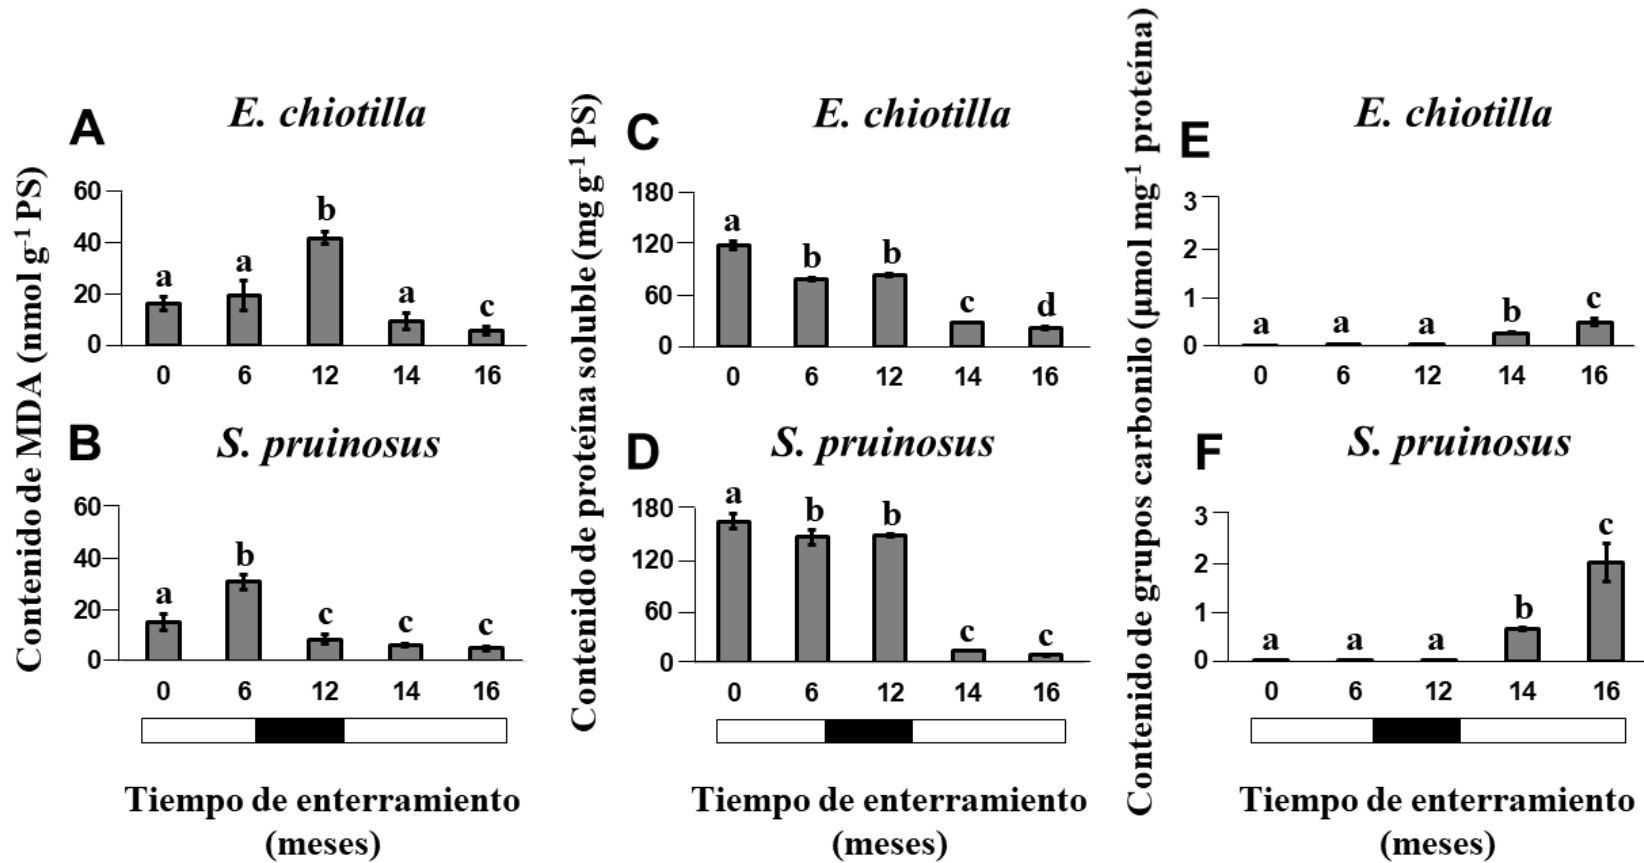 Contenido de MDA (nmol g⁻¹ PS)
A
E. chiotilla
60
40
20
0
a
a
b
a
c
0 6 12 14 16
B
S. pruinosus
60
40
20
0
a
b
c
c
c
0 6 12 14 16
Tiempo de enterramiento
(meses)
Contenido de proteína soluble (mg g⁻¹ PS)
C
E. chiotilla
180
120
60
0
a
b
b
c
d
0 6 12 14 16
D
S. pruinosus
180
120
60
0
a
b
b
c
c
0 6 12 14 16
Tiempo de enterramiento
(meses)
Contenido de grupos carbonilo (µmol mg⁻¹ proteína)
E
E. chiotilla
3
2
1
0
a
a
a
b
c
0 6 12 14 16
F
S. pruinosus
3
2
1
0
a
a
a
b
c
0 6 12 14 16
Tiempo de enterramiento
(meses)